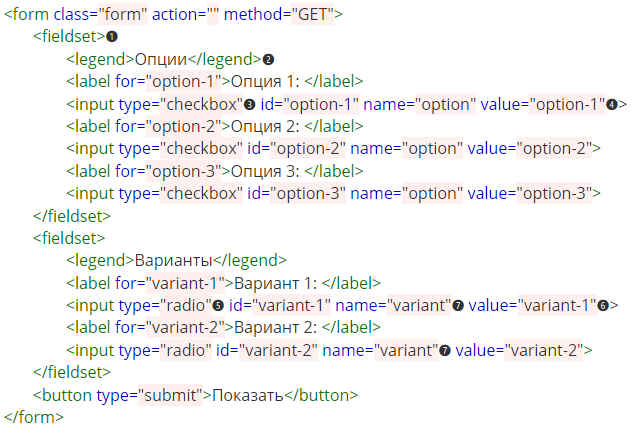 <form class="form" action="" method="GET">
<fieldset>❶
<legend>Опции</legend>❷
<label for="option-1">Опция 1: </label>
<input type="checkbox"❸ id="option-1" name="option" value="option-1"❹>
<label for="option-2">Опция 2: </label>
<input type="checkbox" id="option-2" name="option" value="option-2">
<label for="option-3">Опция 3: </label>
<input type="checkbox" id="option-3" name="option" value="option-3">
</fieldset>
<fieldset>
<legend>Варианты</legend>
<label for="variant-1">Вариант 1: </label>
<input type="radio"❺ id="variant-1" name="variant"❼ value="variant-1"❻>
<label for="variant-2">Вариант 2: </label>
<input type="radio" id="variant-2" name="variant"❼ value="variant-2">
</fieldset>
<button type="submit">Показать</button>
</form>